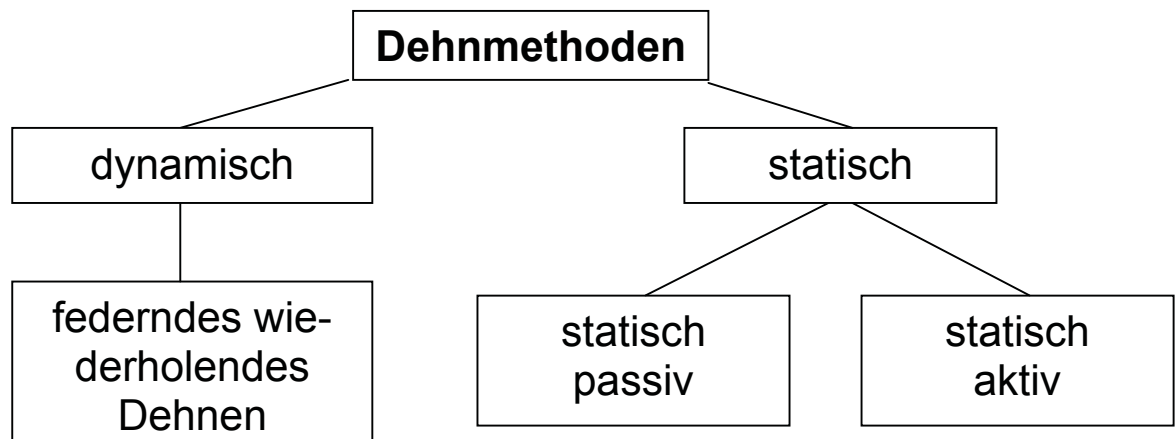 Dehnmethoden
dynamisch
statisch
federndes wie-
derholendes
Dehnen
statisch
passiv
statisch
aktiv